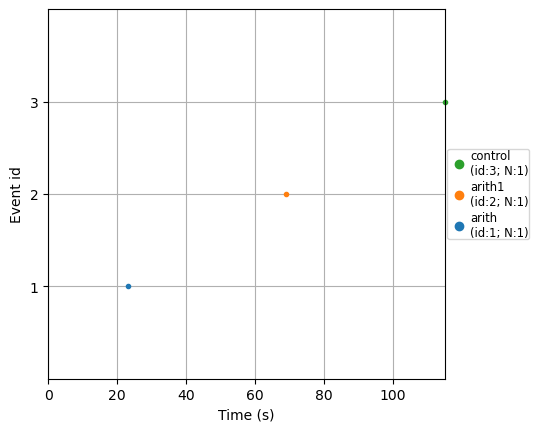 3
2
1
Event id
0 20 40 60 80 100
Time (s)
control
(id:3; N:1)
arith1
(id:2; N:1)
arith
(id:1; N:1)